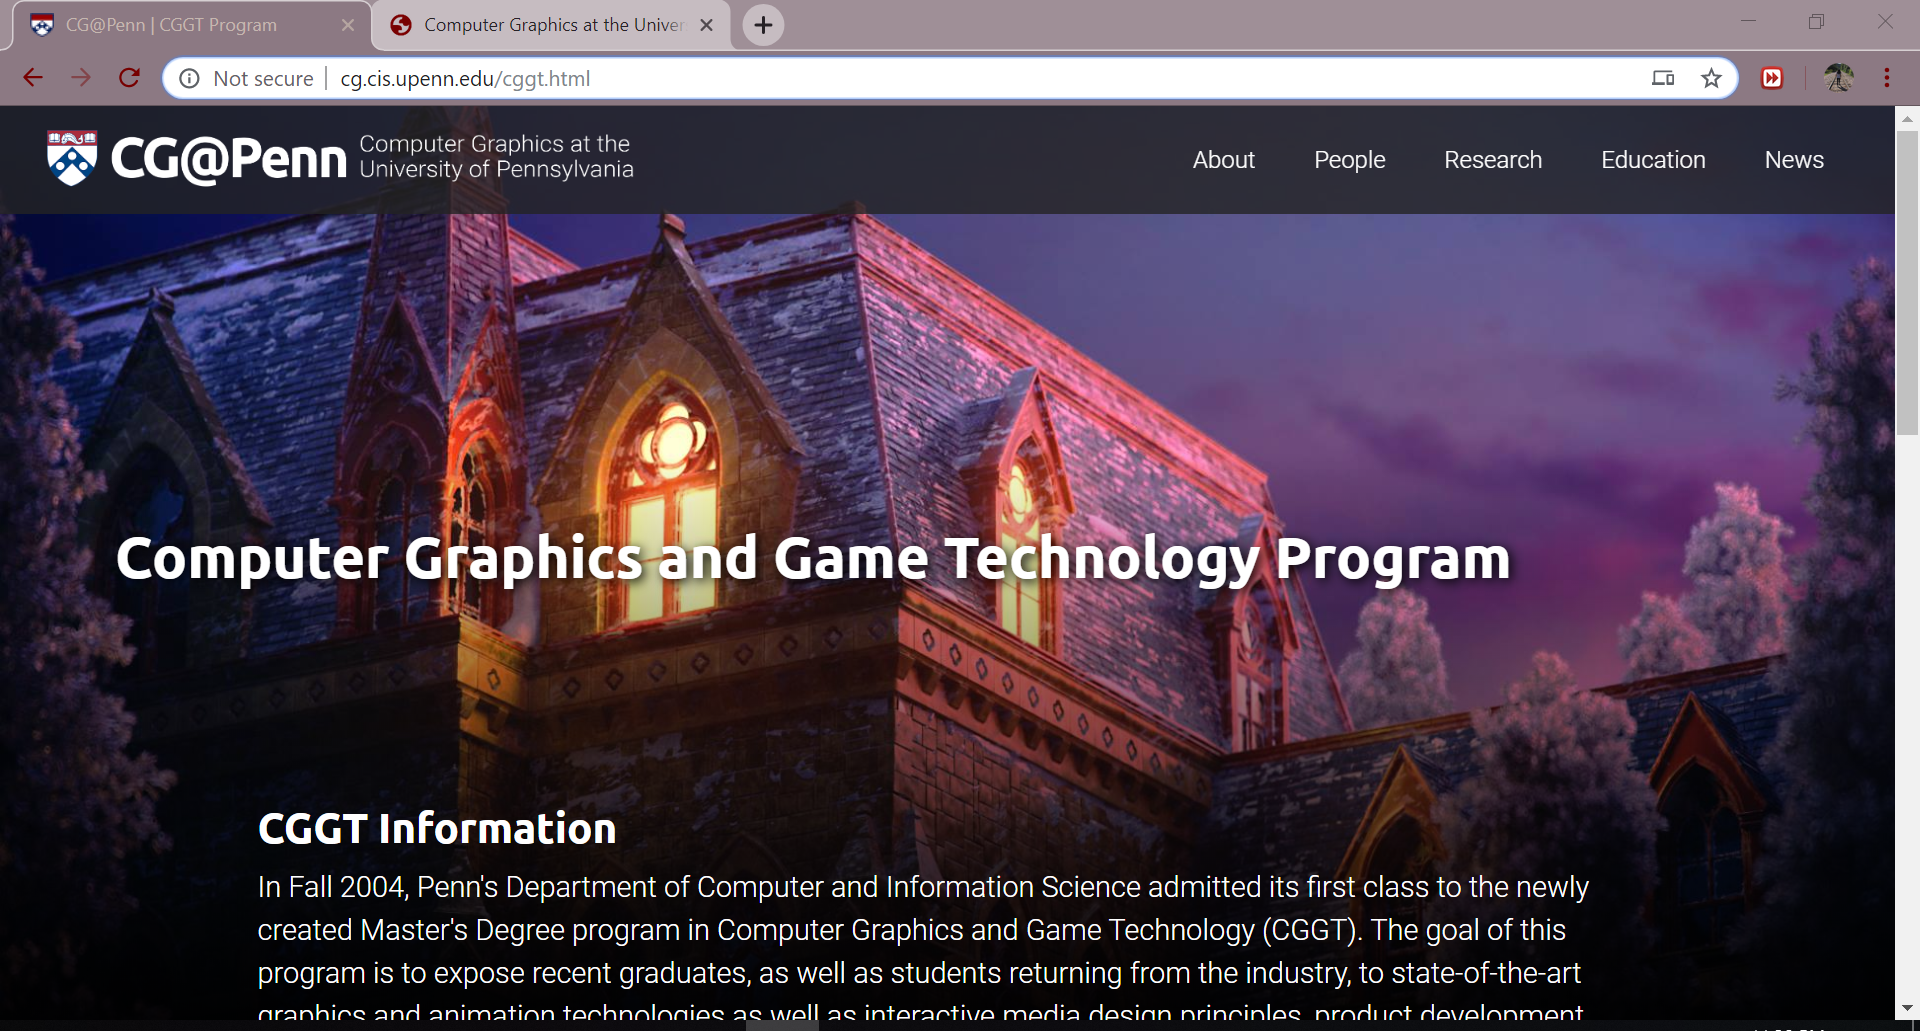 CG@Penn | CGGT Program
Computer Graphics at the Univer
Not secure
cg.cis.upenn.edu/cggt.html
CG@Penn
Computer Graphics at the
University of Pennsylvania
About
People
Research
Education
News
Computer Graphics and Game Technology Program
CGGT Information
In Fall 2004, Penn's Department of Computer and Information Science admitted its first class to the newly
created Master's Degree program in Computer Graphics and Game Technology (CGGT). The goal of this
program is to expose recent graduates, as well as students returning from the industry, to state-of-the-art
graphics and animation technologies as well as interactive media design principles, product development